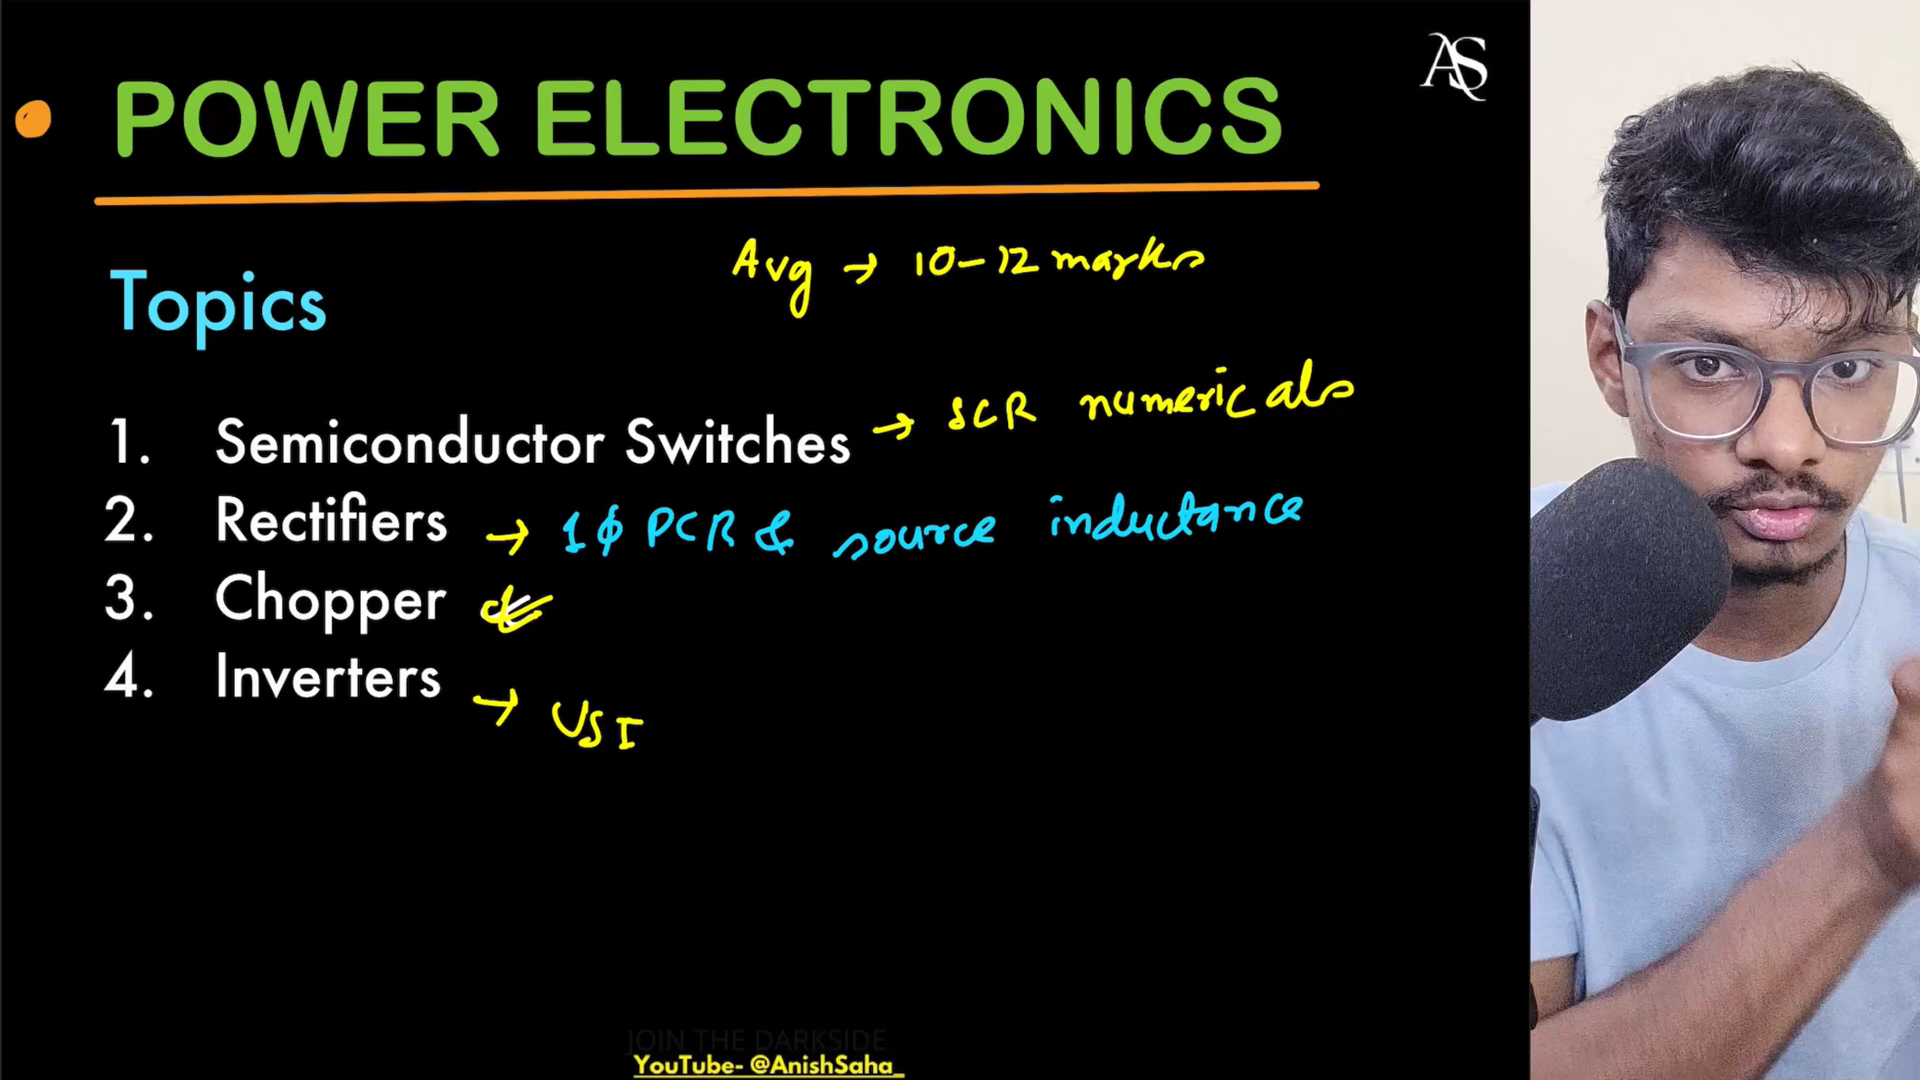 AS
POWER ELECTRONICS
Avg → 10-12 marks
Topics
1. Semiconductor Switches → SCR numericals
2. Rectifiers → 1φ PCR & source inductance
3. Chopper
4. Inverters → VSI
JOIN THE DARKSIDE
YouTube- @AnishSaha_